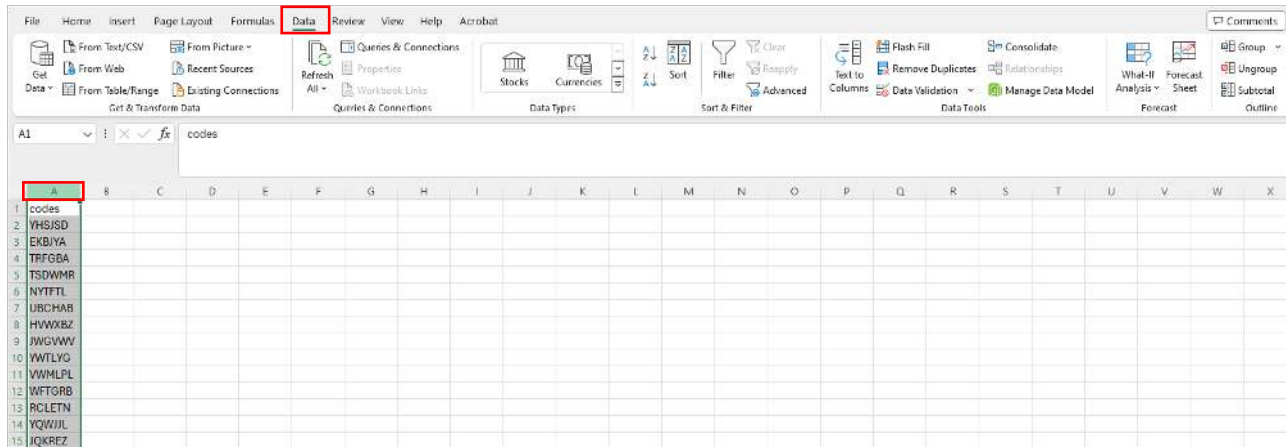 File Home Insert Page Layout Formulas Data Review View Help Acrobat Comments
Get Data
From Text/CSV
From Web
From Table/Range
From Picture
Recent Sources
Existing Connections
Get & Transform Data
Refresh All
Queries & Connections
Properties
Workbook Links
Queries & Connections
Stocks
Currencies
Data Types
Sort
Filter
Clear
Reapply
Advanced
Sort & Filter
Text to Columns
Flash Fill
Remove Duplicates
Data Validation
Consolidate
Relationships
Manage Data Model
Data Tools
What-If Analysis
Forecast Sheet
Forecast
Group
Ungroup
Subtotal
Outline
A1 fx codes
A B C D E F G H I J K L M N O P Q R S T U V W X
1 codes
2 YHSJSD
3 EKBJYA
4 TRFGBA
5 TSDWMR
6 NYTFTL
7 UBCHAB
8 HVWXBZ
9 JWGVWV
10 YWTLYG
11 VWMLPL
12 WFTGRB
13 RCLETN
14 YQWJJL
15 JQKREZ